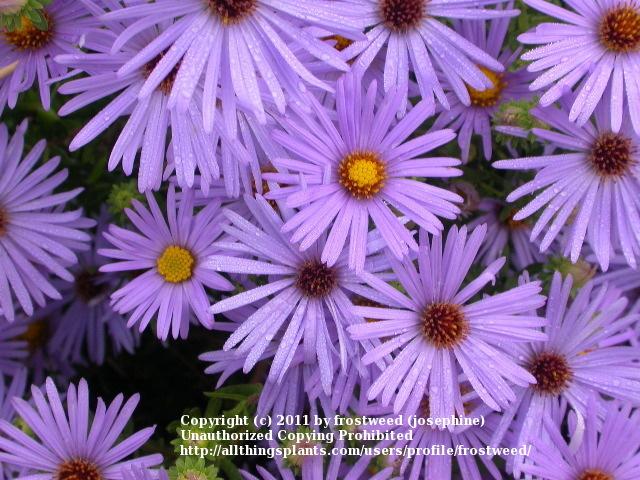 Copyright (c) 2011 by frostweed (josephine)
Unauthorized Copying Prohibited
http://allthingsplants.com/users/profile/frostweed/